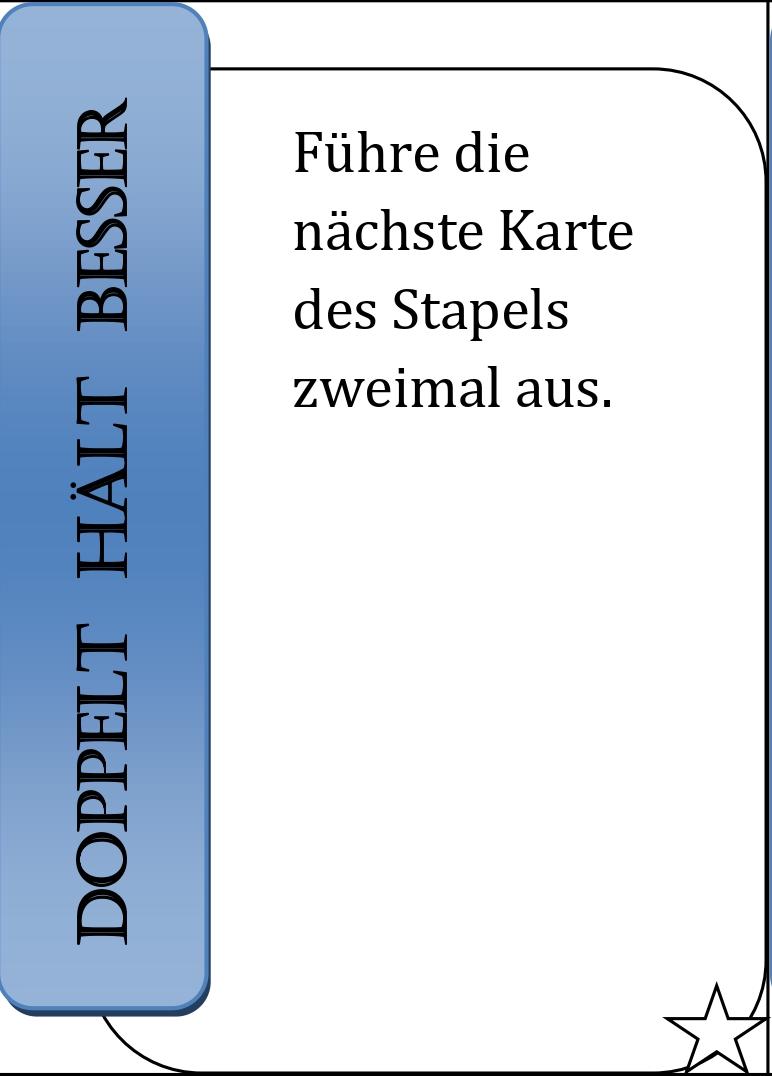 DOPPELT HÄLT BESSER
Führe die
nächste Karte
des Stapels
zweimal aus.